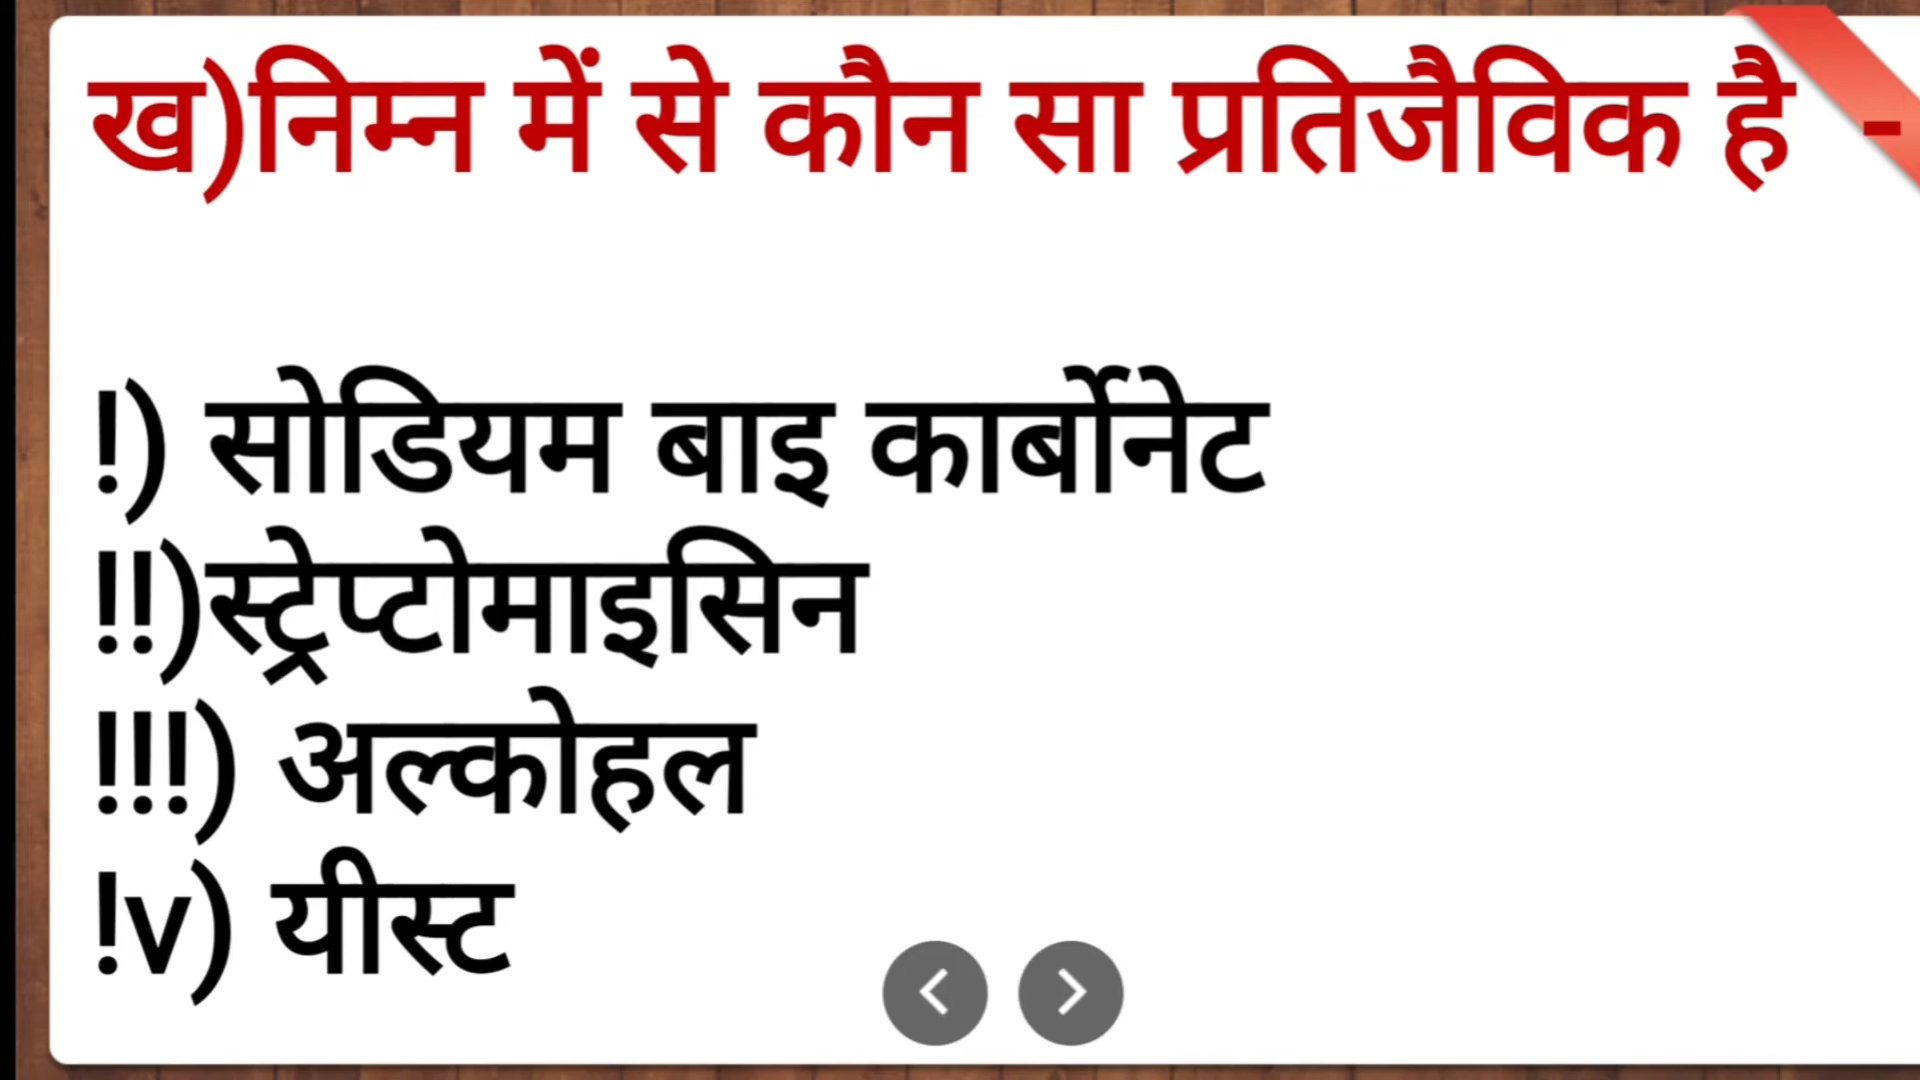 ख)निम्न में से कौन सा प्रतिजैविक है -
!) सोडियम बाइ कार्बोनेट
!!)स्ट्रेप्टोमाइसिन
!!!) अल्कोहल
!v) यीस्ट